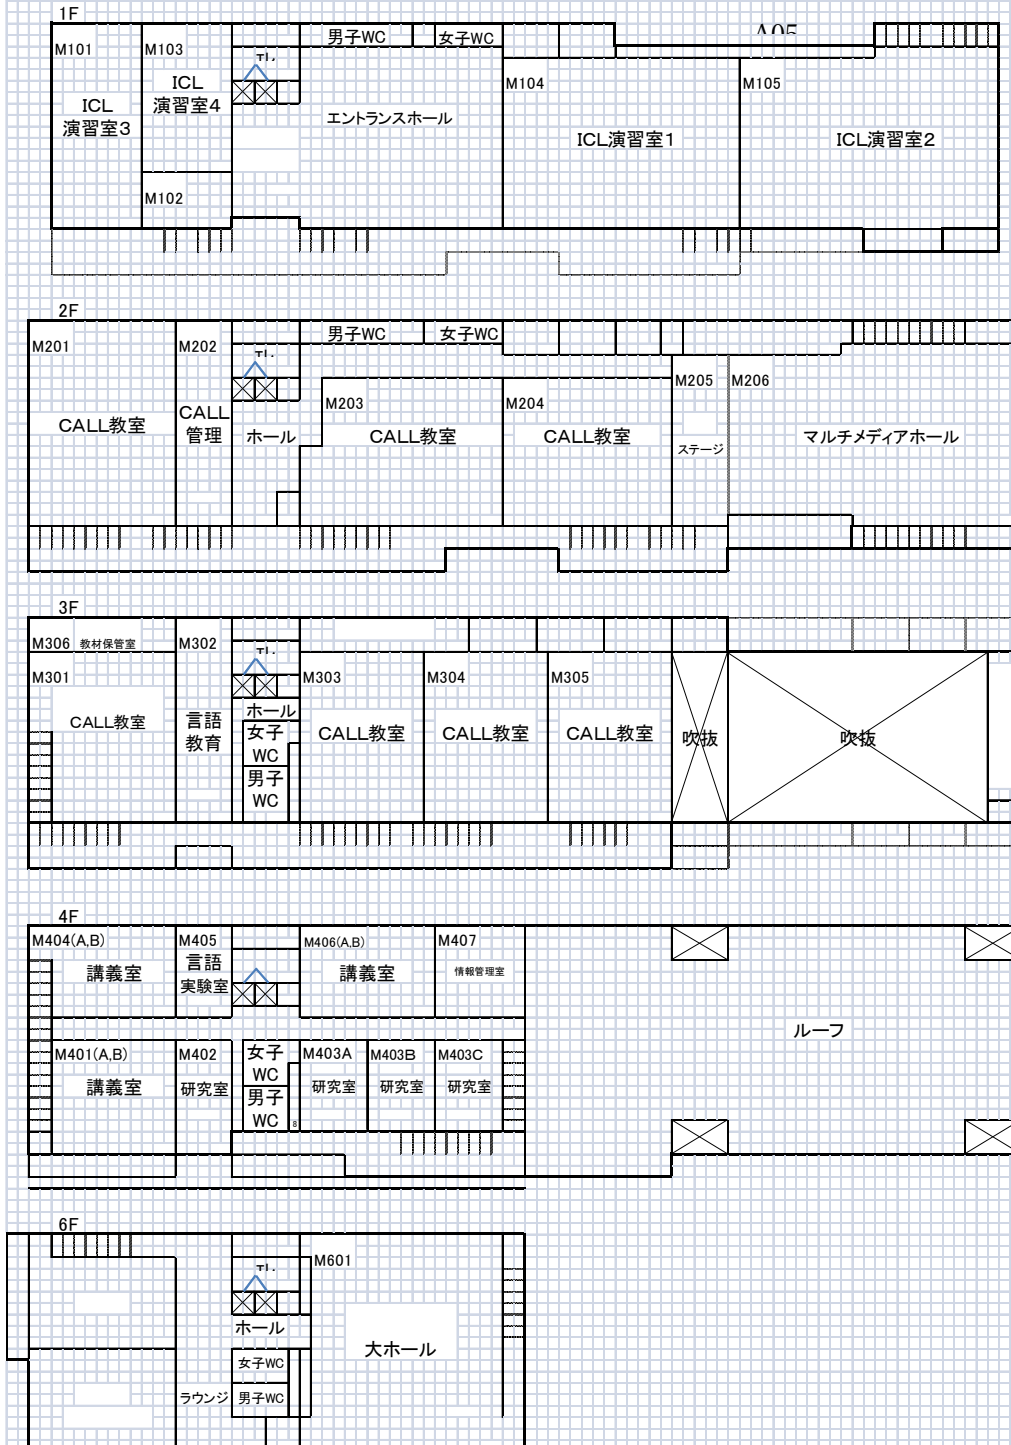 1F
A05
M101
M103
男子WC
女子WC
ICL
演習室3
ICL
演習室4
エントランスホール
M104
M105
ICL演習室1
ICL演習室2
M102
2F
男子WC
女子WC
M201
M202
M203
M204
M205
M206
CALL教室
CALL
管理
ホール
CALL教室
CALL教室
ステージ
マルチメディアホール
3F
M306 教材保管室
M302
M301
M303
M304
M305
CALL教室
言語
教育
ホール
女子
WC
男子
WC
CALL教室
CALL教室
CALL教室
吹抜
吹抜
4F
M404(A,B)
M405
M406(A,B)
M407
講義室
言語
実験室
講義室
情報管理室
ルーフ
M401(A,B)
M402
女子
WC
男子
WC
M403A
M403B
M403C
講義室
研究室
研究室
研究室
研究室
6F
M601
ホール
大ホール
女子WC
ラウンジ
男子WC